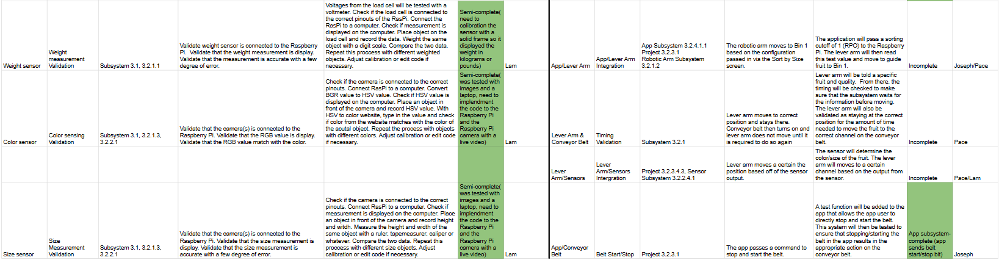 Weight sensor
Weight
measurement
Validation
Subsystem 3.1, 3.2.1.1
Validate weight sensor is connected to the Raspberry
Pi.  Validate that the weight measurement is display.
Validate that the measurement is accurate with a few
degree of error.
Voltages from the load cell will be tested with a
voltmeter. Check if the load cell is connected to
the correct pinouts of the RasPi. Connect the
RasPi to a computer. Check if measurement is
displayed on the computer. Place object on the
load cell and record the data. Weight the same
object with a digit scale. Compare the two data.
Repeat this proccess with different weighted
objects. Adjust calibration or edit code if
necessary.
Semi-complete(
need to
calibration the
sensor with a
solid frame so it
displayed the
weight in
kilograms or
pounds)
Lam
App/Lever Arm
App/Lever Arm
Integration
App Subsystem 3.2.4.1.1
Project 3.2.3.1
Robotic Arm Subsystem
3.2.1.2
The robotic arm moves to Bin 1
based on the configuration
passed in via the Sort by Size
screen.
The application will pass a sorting
cutoff of 1 (RPO) to the Raspberry
Pi. The lever arm will then read
this test value and move to guide
fruit to Bin 1.
Incomplete
Joseph/Pace
Color sensor
Color sensing
Validation
Subsystem 3.1, 3.2.1.3,
3.2.2.1
Validate that the camera(s) is connected to the
Raspberry Pi. Validate that the RGB value is display.
Validate that the RGB value match with the color.
Check if the camera is connected to the correct
pinouts. Connect RasPi to a computer. Convert
BGR value to HSV value. Check if HSV value is
displayed on the computer. Place an object in
front of the camera and record HSV value. With
HSV to color website, type in the value and check
if color from the website matches with the color of
the acutal object. Repeat the process with objects
with different colors. Adjust calibration or edit code
if necessary.
Semi-complete(
was tested with
images and a
laptop, need to
implendment
the code to the
Raspberry Pi
and the
Raspberry Pi
camera with a
live video)
Lam
Lever Arm &
Conveyor Belt
Timing
Validation
Subsystem 3.2.1
Lever arm moves to correct
position and stays there.
Conveyor belt then turns on and
lever arm does not move until it
is required to do so again
Lever arm will be told a specific
fruit and quality.  From there, the
timing will be checked to make
sure that the subsystem waits for
the information before moving.
The lever arm will also be
validated as staying at the correct
position for the amount of time
needed to move the fruit to the
correct channel on the conveyor
belt.
Incomplete
Pace
Lever
Arm/Sensors
Lever
Arm/Sensors
Intergration
Project 3.2.3.4.3, Sensor
Subsystem 3.2.2.4.1
Lever arm moves a certain the
position based off of the sensor
output.
The sensor will determine the
color/size of the fruit. The lever
arm will moves to a certain
channel based on the output from
the sensor.
Incomplete
Pace/Lam
Size sensor
Size
Measurement
Validation
Subsystem 3.1, 3.2.1.3,
3.2.2.1
Validate that the camera(s) is connected to the
Raspberry Pi. Validate that the size measurement is
display. Validate that the size measurement is
accurate with a few degree of error.
Check if the camera is connected to the correct
pinouts. Connect RasPi to a computer. Check if
measurement is displayed on the computer. Place
an object in front of the camera and record height
and witdh. Measure the height and width of the
same object with a ruler, tapemeasurer, caliper or
whatever. Compare the two data. Repeat this
proccess with different size objects. Adjust
calibration or edit code if necessary.
Semi-complete(
was tested with
images and a
laptop, need to
implendment
the code to the
Raspberry Pi
and the
Raspberry Pi
camera with a
live video)
Lam
App/Conveyor
Belt
Belt Start/Stop
Project 3.2.3.1
The app passes a command to
stop and start the belt.
A test function will be added to the
app that allows the app user to
directly stop and start the belt.
This system will then be tested to
ensure that stopping/starting the
belt in the app results in the
appropriate action on the
conveyor belt.
App subsystem-
complete (app
sends belt
start/stop bit)
Joseph